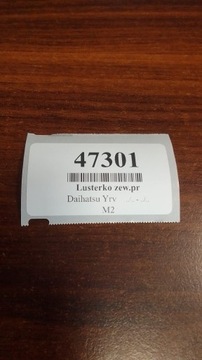 47301
Lusterko zew.pr
Daihatsu Yrv
M2